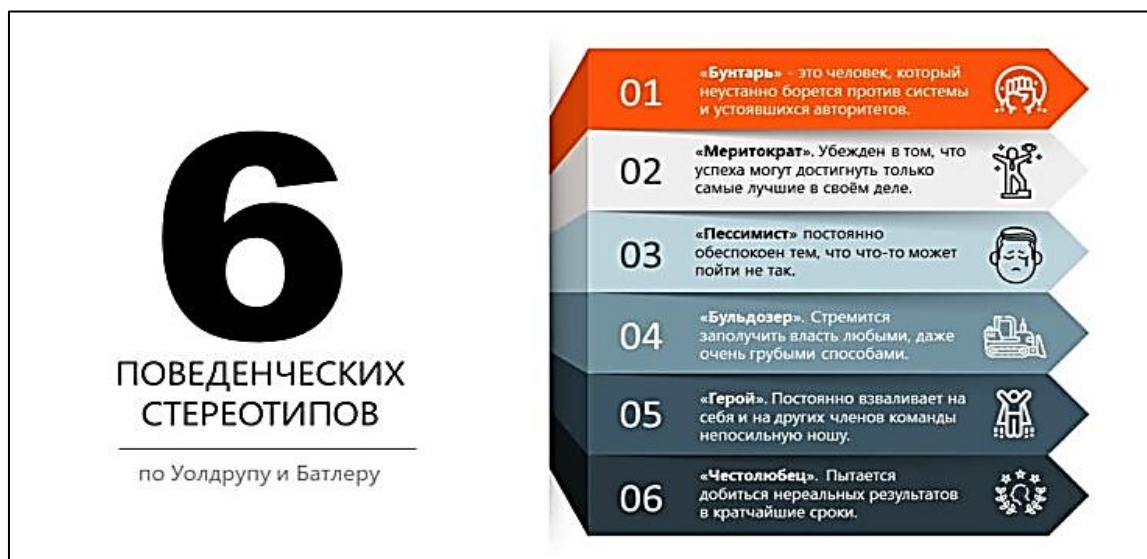 6
ПОВЕДЕНЧЕСКИХ
СТЕРЕОТИПОВ
по Уолдрупу и Батлеру
01
«Бунтарь» - это человек, который
неустанно борется против системы
и устоявшихся авторитетов.
02
«Меритократ». Убежден в том, что
успеха могут достигнуть только
самые лучшие в своём деле.
03
«Пессимист» постоянно
обеспокоен тем, что что-то может
пойти не так.
04
«Бульдозер». Стремится
заполучить власть любыми, даже
очень грубыми способами.
05
«Герой». Постоянно взваливает на
себя и на других членов команды
непосильную ношу.
06
«Честолюбец». Пытается
добиться нереальных результатов
в кратчайшие сроки.